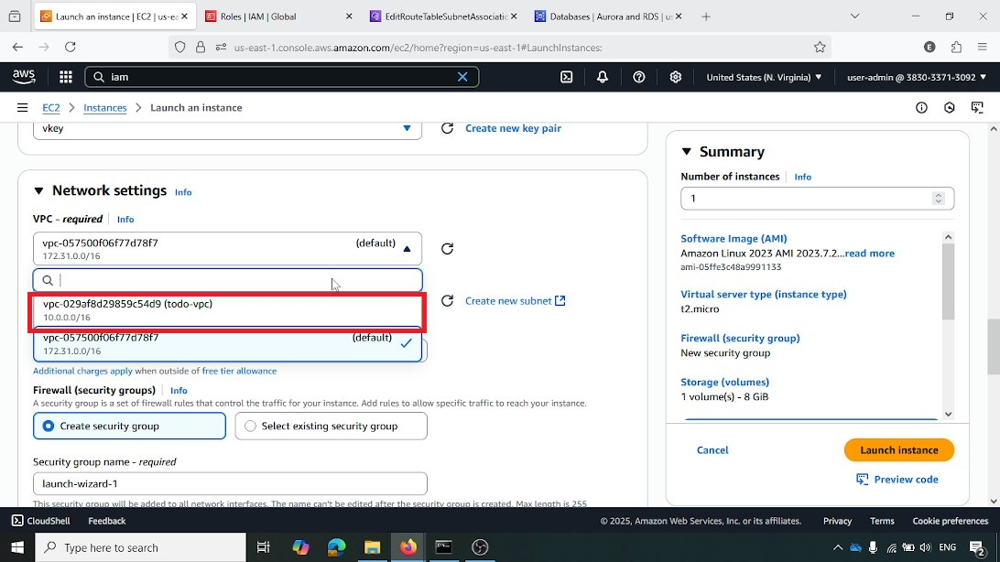 Launch an instance | EC2 | us-ea
Roles | IAM | Global
EditRouteTableSubnetAssociatio
Databases | Aurora and RDS | us
us-east-1.console.aws.amazon.com/ec2/home?region=us-east-1#LaunchInstances:
E
aws
iam
United States (N. Virginia)
user-admin @ 3830-3371-3092
EC2 > Instances > Launch an instance
vkey
Create new key pair
Network settings Info
VPC – required Info
vpc-057500f06f77d78f7 (default)
172.31.0.0/16
vpc-029af8d29859c54d9 (todo-vpc)
10.0.0.0/16
Create new subnet
vpc-057500f06f77d78f7 (default)
172.31.0.0/16
Additional charges apply when outside of free tier allowance
Firewall (security groups) Info
A security group is a set of firewall rules that control the traffic for your instance. Add rules to allow specific traffic to reach your instance.
Create security group
Select existing security group
Security group name - required
launch-wizard-1
This security group will be added to all network interfaces. The name can't be edited after the security group is created. Max length is 255
Summary
Number of instances Info
1
Software Image (AMI)
Amazon Linux 2023 AMI 2023.7.2...read more
ami-05ffe3c48a9991133
Virtual server type (instance type)
t2.micro
Firewall (security group)
New security group
Storage (volumes)
1 volume(s) - 8 GiB
Cancel
Launch instance
Preview code
CloudShell Feedback
© 2025, Amazon Web Services, Inc. or its affiliates. Privacy Terms Cookie preferences
Type here to search
ENG
2